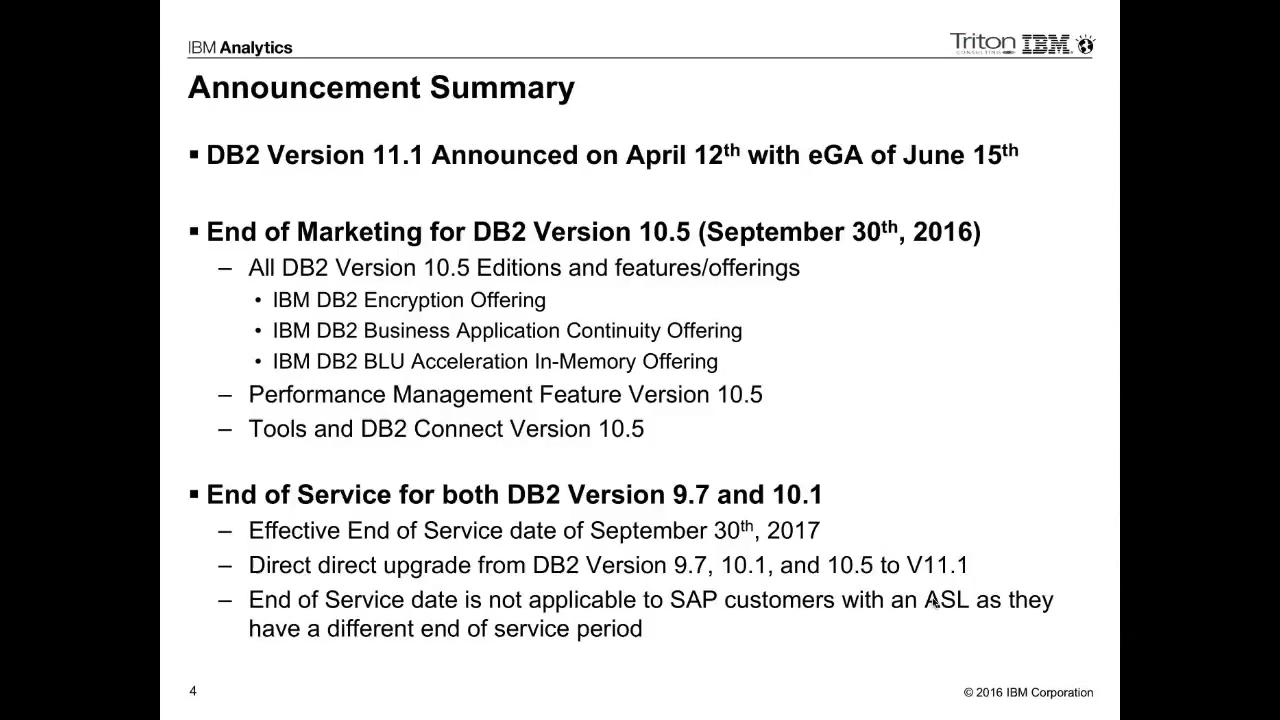 IBM Analytics
Triton
CONSULTING
IBM
Announcement Summary
▪ DB2 Version 11.1 Announced on April 12th with eGA of June 15th
▪ End of Marketing for DB2 Version 10.5 (September 30th, 2016)
– All DB2 Version 10.5 Editions and features/offerings
• IBM DB2 Encryption Offering
• IBM DB2 Business Application Continuity Offering
• IBM DB2 BLU Acceleration In-Memory Offering
– Performance Management Feature Version 10.5
– Tools and DB2 Connect Version 10.5
▪ End of Service for both DB2 Version 9.7 and 10.1
– Effective End of Service date of September 30th, 2017
– Direct direct upgrade from DB2 Version 9.7, 10.1, and 10.5 to V11.1
– End of Service date is not applicable to SAP customers with an ASL as they
have a different end of service period
4
© 2016 IBM Corporation